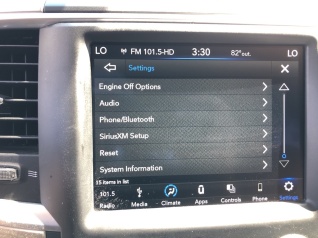 LO FM 101.5-HD 3:30 82°out. LO
Settings
Engine Off Options
Audio
Phone/Bluetooth
SiriusXM Setup
Reset
System Information
15 items in list
101.5
Radio Media Climate Apps Controls Phone Settings